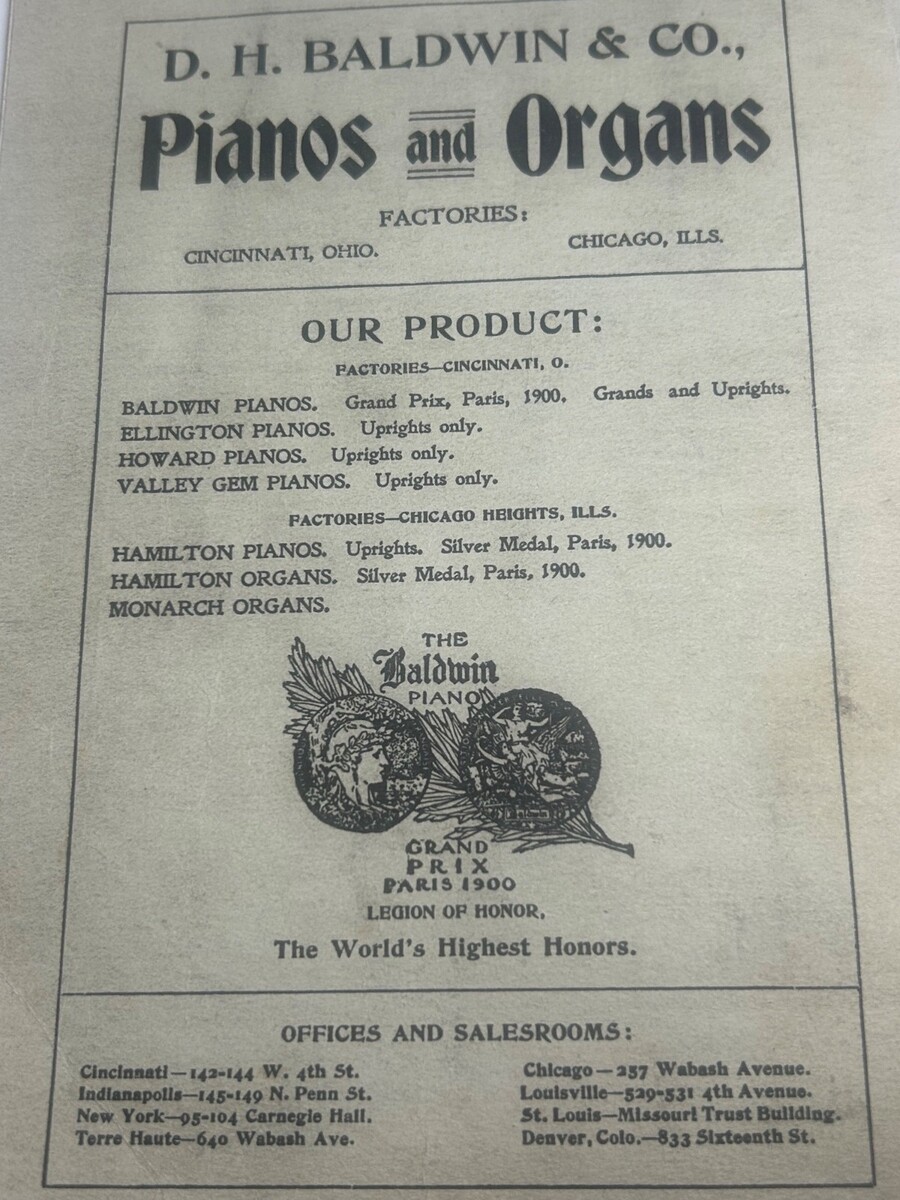 D. H. BALDWIN & CO.,
Pianos and Organs
FACTORIES:
CINCINNATI, OHIO. CHICAGO, ILLS.
OUR PRODUCT:
FACTORIES—CINCINNATI, O.
BALDWIN PIANOS. Grand Prix, Paris, 1900. Grands and Uprights.
ELLINGTON PIANOS. Uprights only.
HOWARD PIANOS. Uprights only.
VALLEY GEM PIANOS. Uprights only.
FACTORIES—CHICAGO HEIGHTS, ILLS.
HAMILTON PIANOS. Uprights. Silver Medal, Paris, 1900.
HAMILTON ORGANS. Silver Medal, Paris, 1900.
MONARCH ORGANS.
THE
Baldwin
PIANO
GRAND
PRIX
PARIS 1900
LEGION OF HONOR,
The World's Highest Honors.
OFFICES AND SALESROOMS:
Cincinnati—142-144 W. 4th St.
Indianapolis—145-149 N. Penn St.
New York—95-104 Carnegie Hall.
Terre Haute—640 Wabash Ave.
Chicago—257 Wabash Avenue.
Louisville—529-531 4th Avenue.
St. Louis—Missouri Trust Building.
Denver, Colo.—833 Sixteenth St.